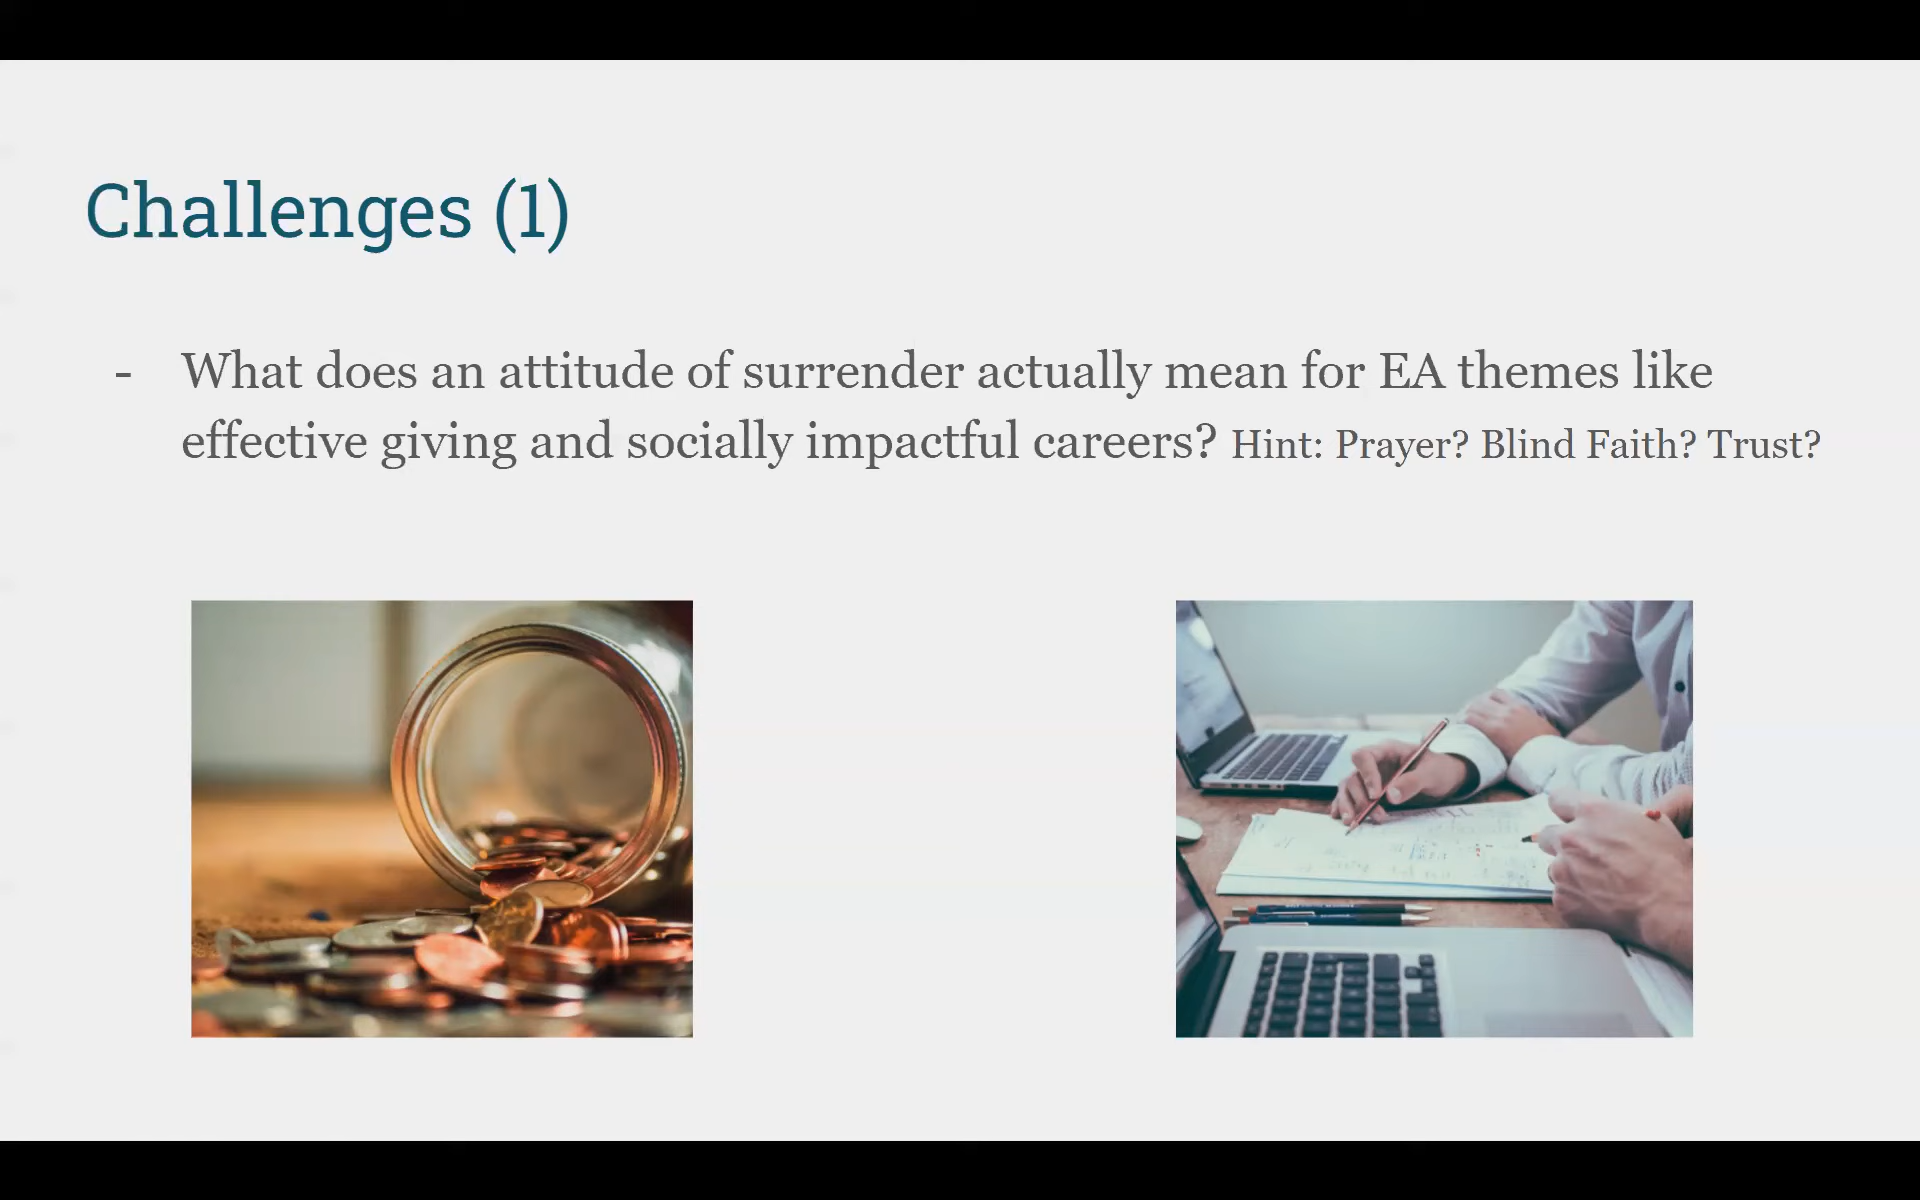 Challenges (1)
- What does an attitude of surrender actually mean for EA themes like
effective giving and socially impactful careers? Hint: Prayer? Blind Faith? Trust?